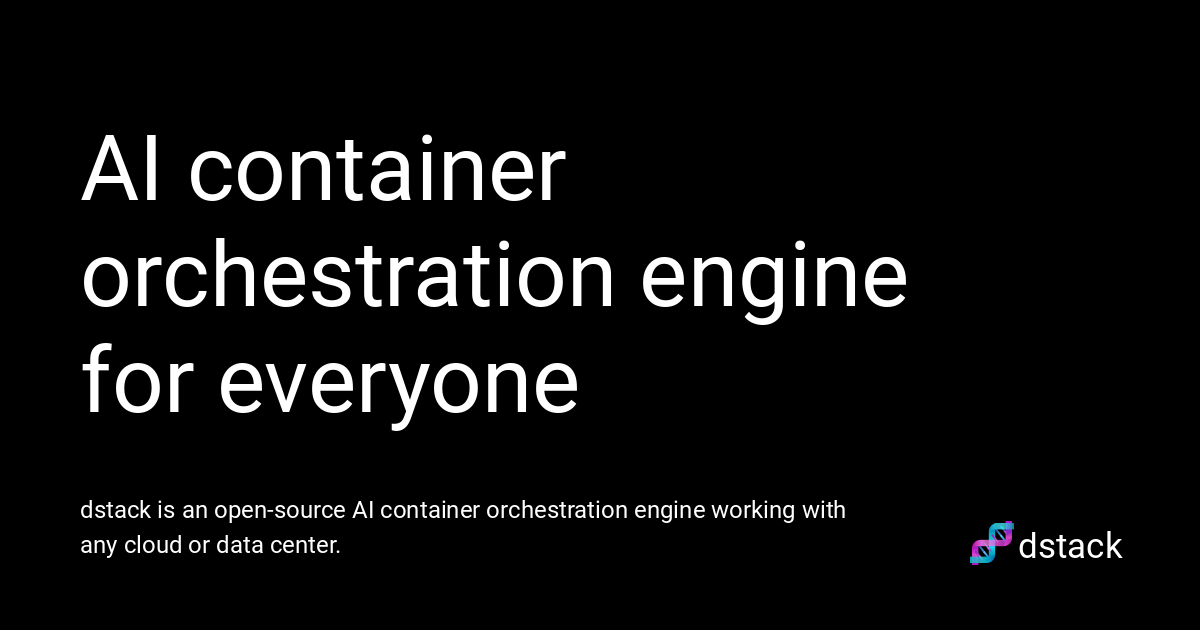 AI container
orchestration engine
for everyone
dstack is an open-source AI container orchestration engine working with
any cloud or data center.
dstack